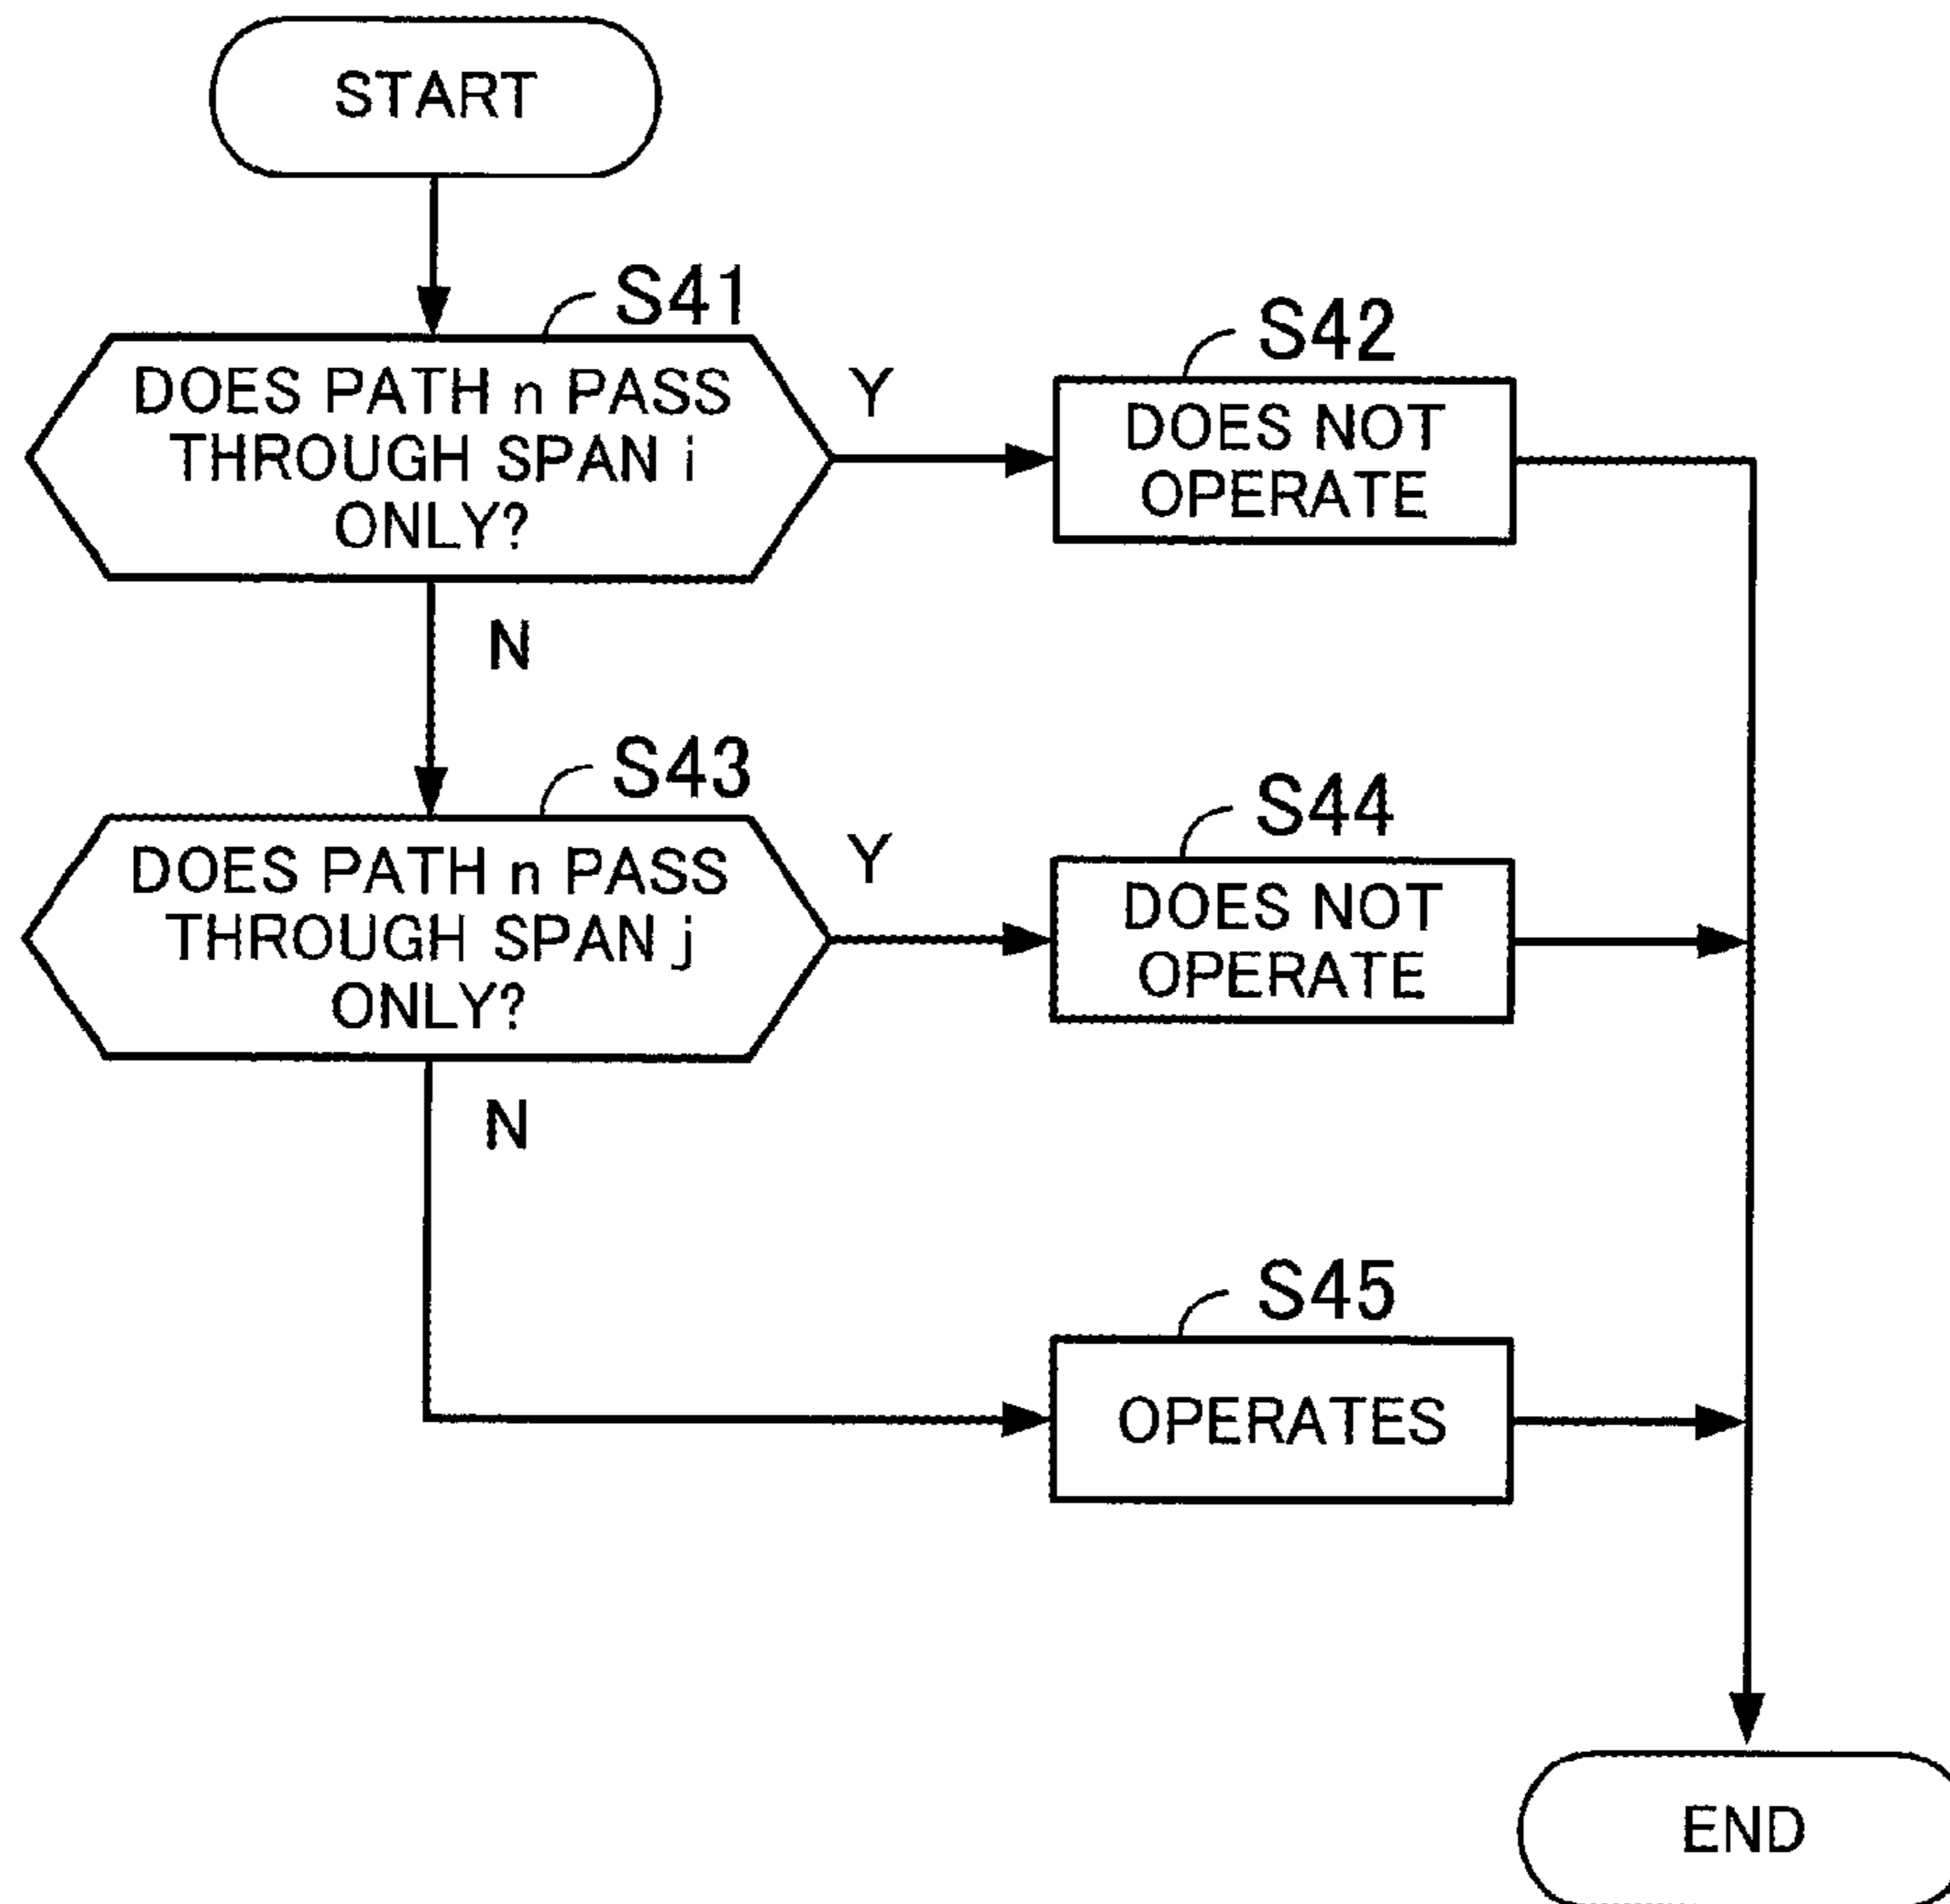 START
S41
DOES PATH n PASS
THROUGH SPAN i
ONLY?
Y
S42
DOES NOT
OPERATE
N
S43
DOES PATH n PASS
THROUGH SPAN j
ONLY?
Y
S44
DOES NOT
OPERATE
N
S45
OPERATES
END